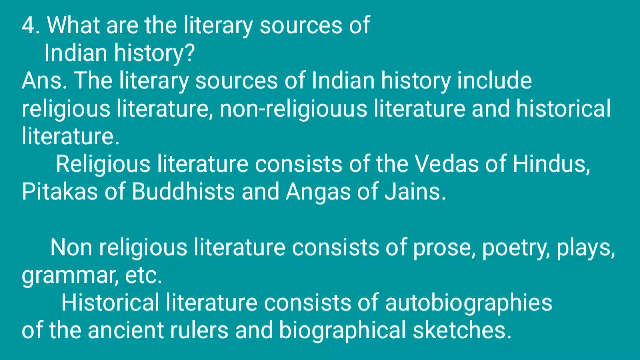 4. What are the literary sources of
Indian history?
Ans. The literary sources of Indian history include
religious literature, non-religiouus literature and historical
literature.
Religious literature consists of the Vedas of Hindus,
Pitakas of Buddhists and Angas of Jains.
Non religious literature consists of prose, poetry, plays,
grammar, etc.
Historical literature consists of autobiographies
of the ancient rulers and biographical sketches.